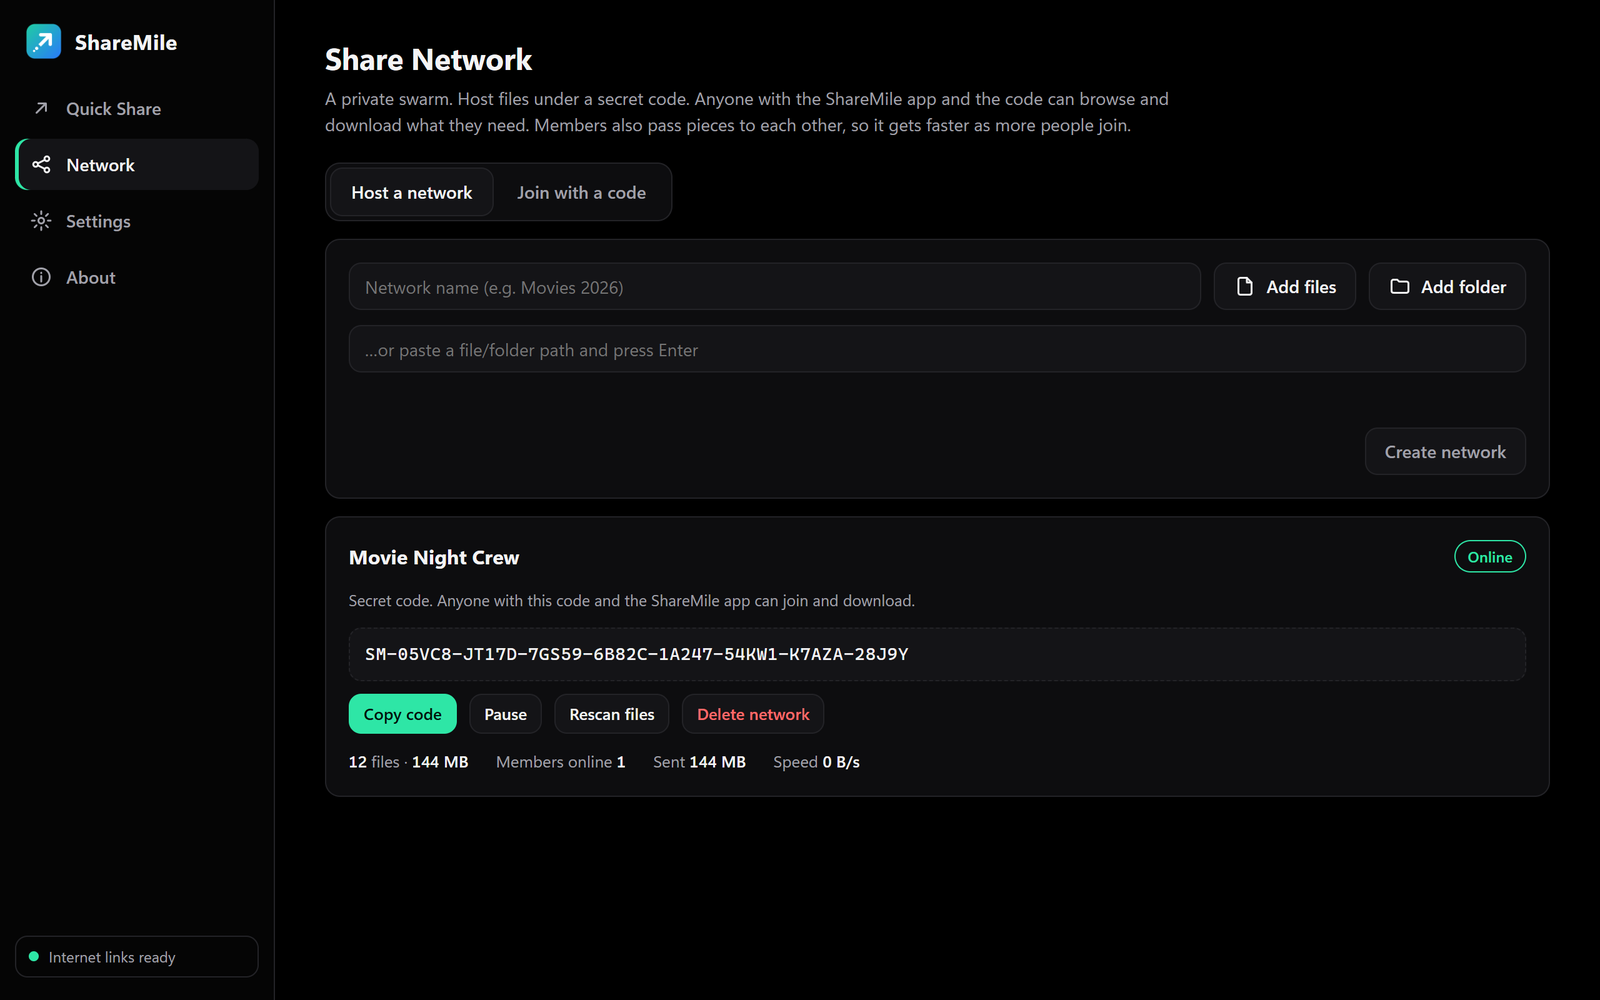 ShareMile
Quick Share
Network
Settings
About
Internet links ready
Share Network
A private swarm. Host files under a secret code. Anyone with the ShareMile app and the code can browse and
download what they need. Members also pass pieces to each other, so it gets faster as more people join.
Host a network
Join with a code
Network name (e.g. Movies 2026)
Add files
Add folder
...or paste a file/folder path and press Enter
Create network
Movie Night Crew
Online
Secret code. Anyone with this code and the ShareMile app can join and download.
SM-05VC8-JT17D-7GS59-6B82C-1A247-54KW1-K7AZA-28J9Y
Copy code
Pause
Rescan files
Delete network
12 files · 144 MB
Members online 1
Sent 144 MB
Speed 0 B/s